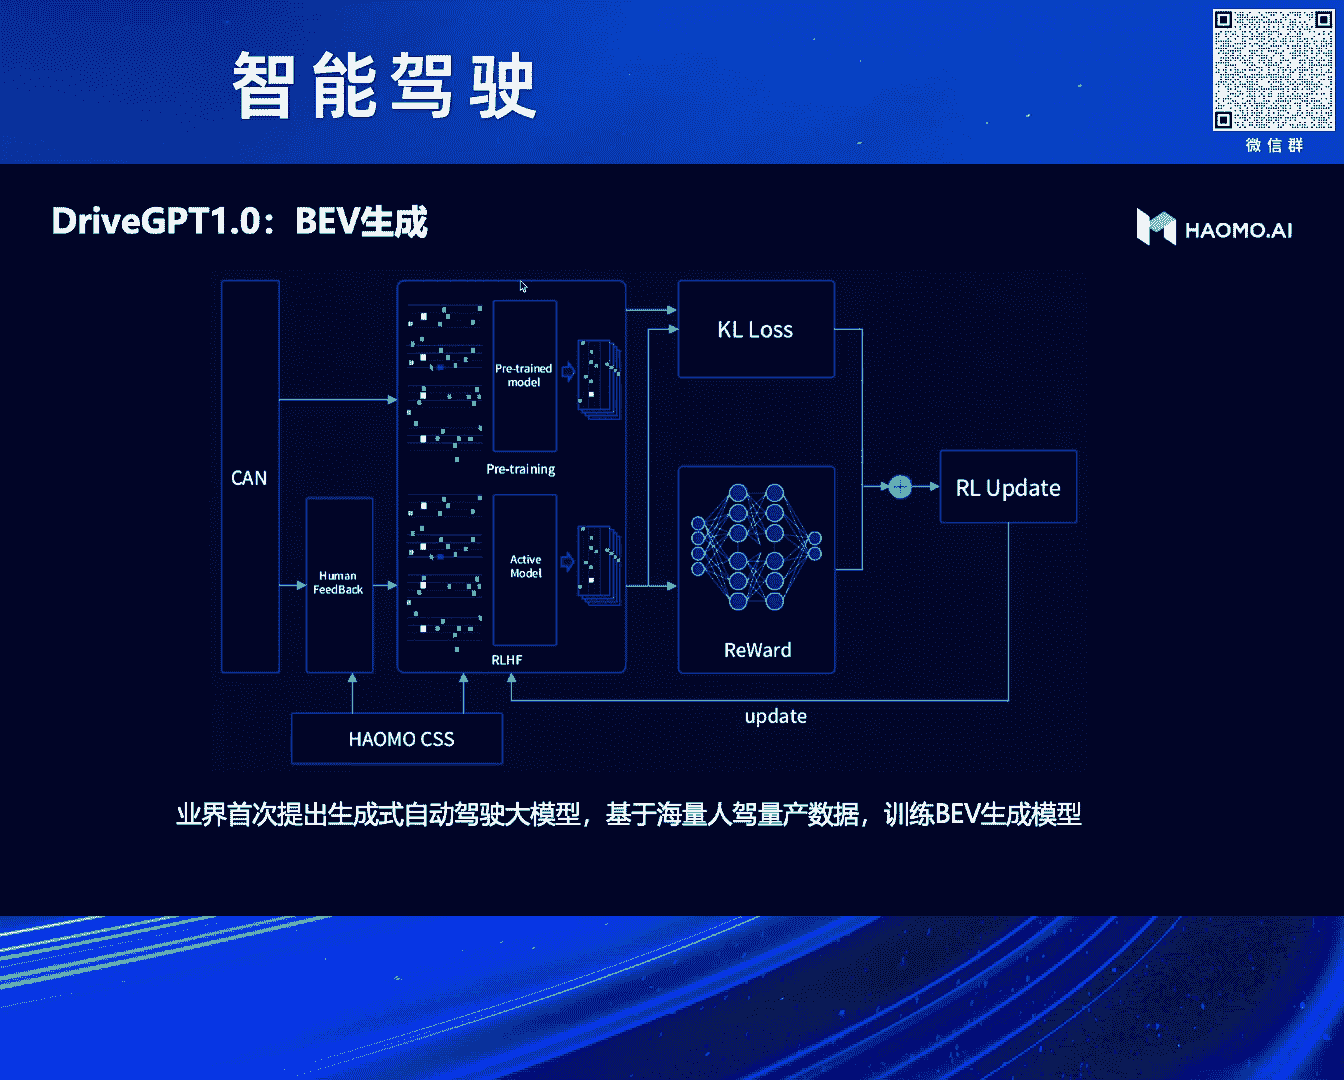 智能驾驶
微信群
DriveGPT1.0：BEV生成
HAOMO.AI
CAN
Human
FeedBack
HAOMO CSS
Pre-trained
model
Pre-training
Active
Model
RLHF
KL Loss
ReWard
RL Update
update
业界首次提出生成式自动驾驶大模型，基于海量人驾量产数据，训练BEV生成模型